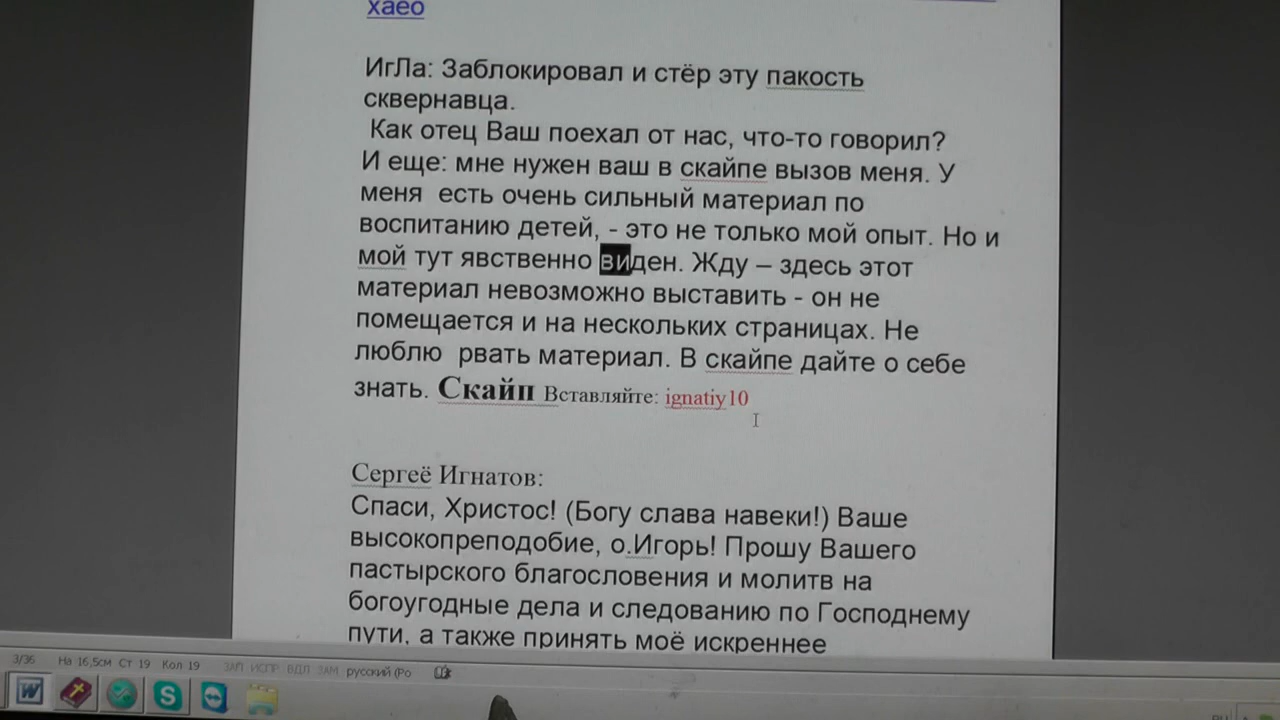 хаео
ИгЛа: Заблокировал и стёр эту пакость
сквернавца.
Как отец Ваш поехал от нас, что-то говорил?
И еще: мне нужен ваш в скайпе вызов меня. У
меня есть очень сильный материал по
воспитанию детей, - это не только мой опыт. Но и
мой тут явственно виден. Жду – здесь этот
материал невозможно выставить - он не
помещается и на нескольких страницах. Не
люблю рвать материал. В скайпе дайте о себе
знать. Скайп Вставляйте: ignatiy10
Сергеё Игнатов:
Спаси, Христос! (Богу слава навеки!) Ваше
высокопреподобие, о.Игорь! Прошу Вашего
пастырского благословения и молитв на
богоугодные дела и следованию по Господнему
пути, а также принять моё искреннее
3/36 На 16,5см Ст 19 Кол 19 ЗАП ИСПР ВДЛ ЗАМ русский (Ро